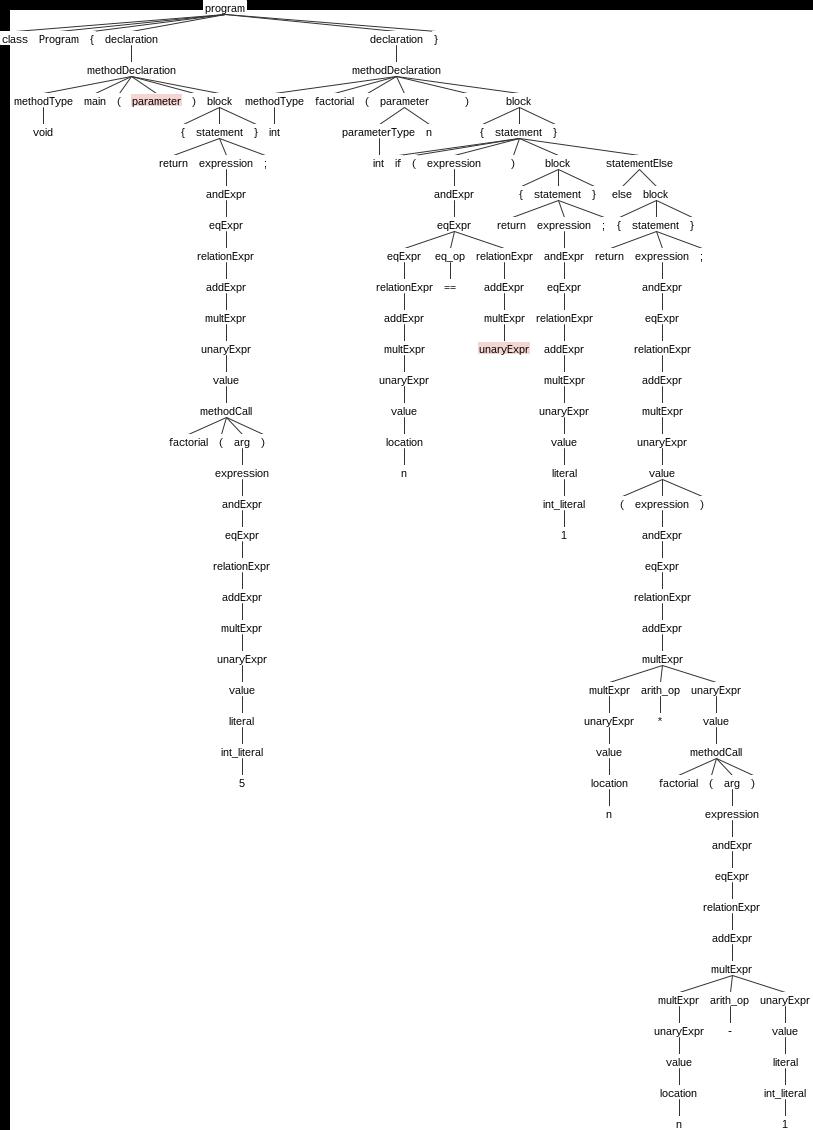 program
class Program { declaration declaration }
methodDeclaration methodDeclaration
methodType main ( parameter ) block methodType factorial ( parameter ) block
void { statement } int parameterType n { statement }
return expression ; int if ( expression ) block statementElse
andExpr andExpr { statement } else block
eqExpr eqExpr return expression ; { statement }
relationExpr eqExpr eq_op relationExpr andExpr return expression ;
addExpr relationExpr == addExpr eqExpr andExpr
multExpr addExpr multExpr relationExpr eqExpr
unaryExpr multExpr unaryExpr addExpr relationExpr
value unaryExpr multExpr addExpr
methodCall value unaryExpr multExpr
factorial ( arg ) location value unaryExpr
expression n literal value
andExpr int_literal ( expression )
eqExpr 1 andExpr
relationExpr eqExpr
addExpr relationExpr
multExpr addExpr
unaryExpr multExpr
value multExpr arith_op unaryExpr
literal unaryExpr * value
int_literal value methodCall
5 location factorial ( arg )
n expression
andExpr
eqExpr
relationExpr
addExpr
multExpr
multExpr arith_op unaryExpr
unaryExpr - value
value literal
location int_literal
n 1